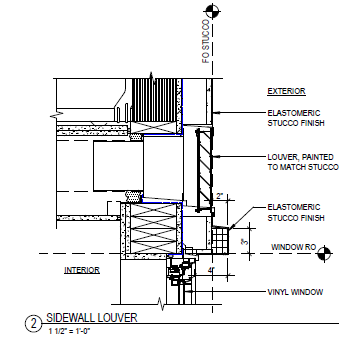 FO STUCCO
EXTERIOR
ELASTOMERIC
STUCCO FINISH
LOUVER, PAINTED
TO MATCH STUCCO
2"
ELASTOMERIC
STUCCO FINISH
3"
WINDOW RO
4"
INTERIOR
VINYL WINDOW
2 SIDEWALL LOUVER
1 1/2" = 1'-0"